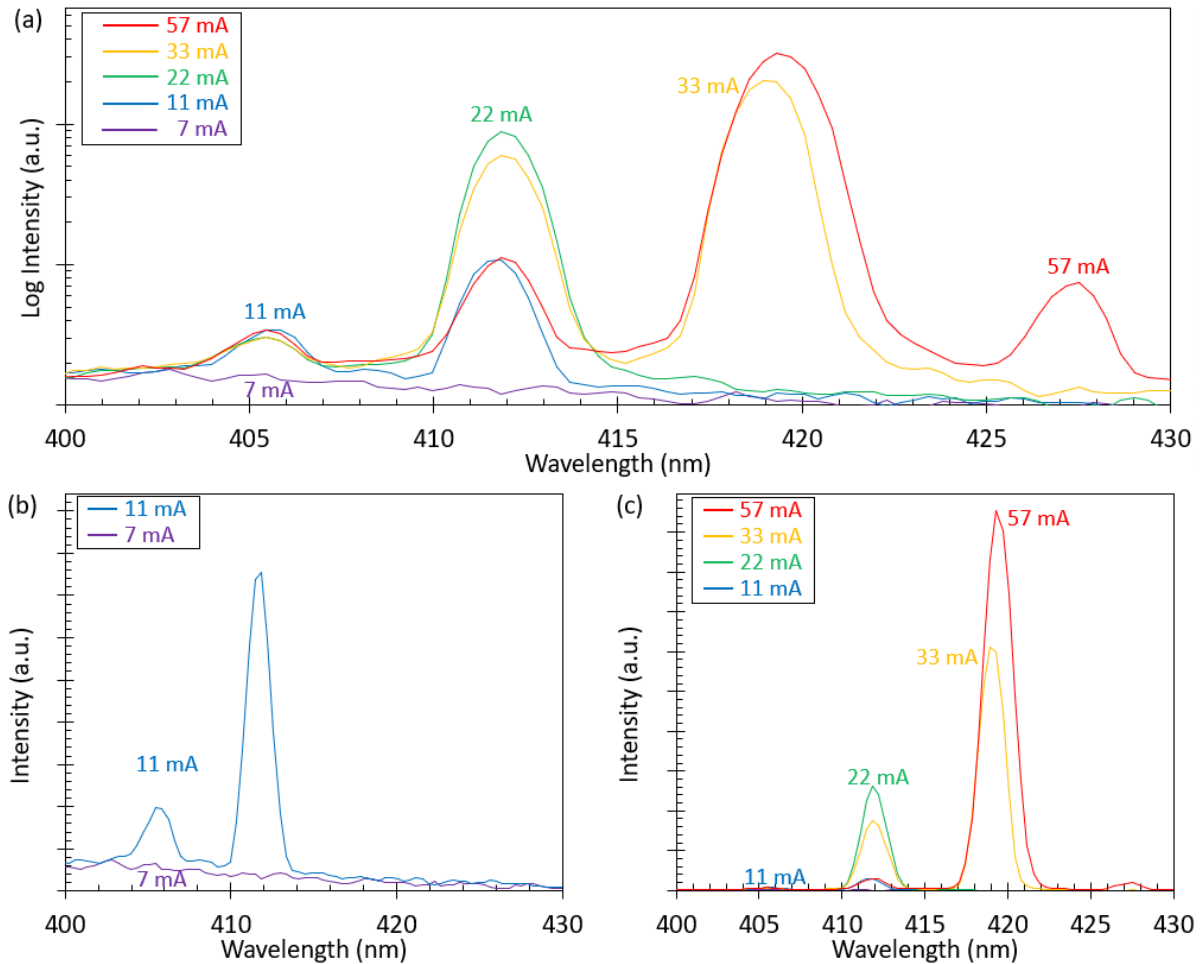 (a)
57 mA
33 mA
22 mA
11 mA
7 mA
Log Intensity (a.u.)
33 mA
22 mA
57 mA
11 mA
7 mA
400 405 410 415 420 425 430
Wavelength (nm)
(b)
11 mA
7 mA
Intensity (a.u.)
11 mA
7 mA
400 410 420 430
Wavelength (nm)
(c)
57 mA
33 mA
22 mA
11 mA
Intensity (a.u.)
57 mA
33 mA
22 mA
11 mA
400 405 410 415 420 425 430
Wavelength (nm)